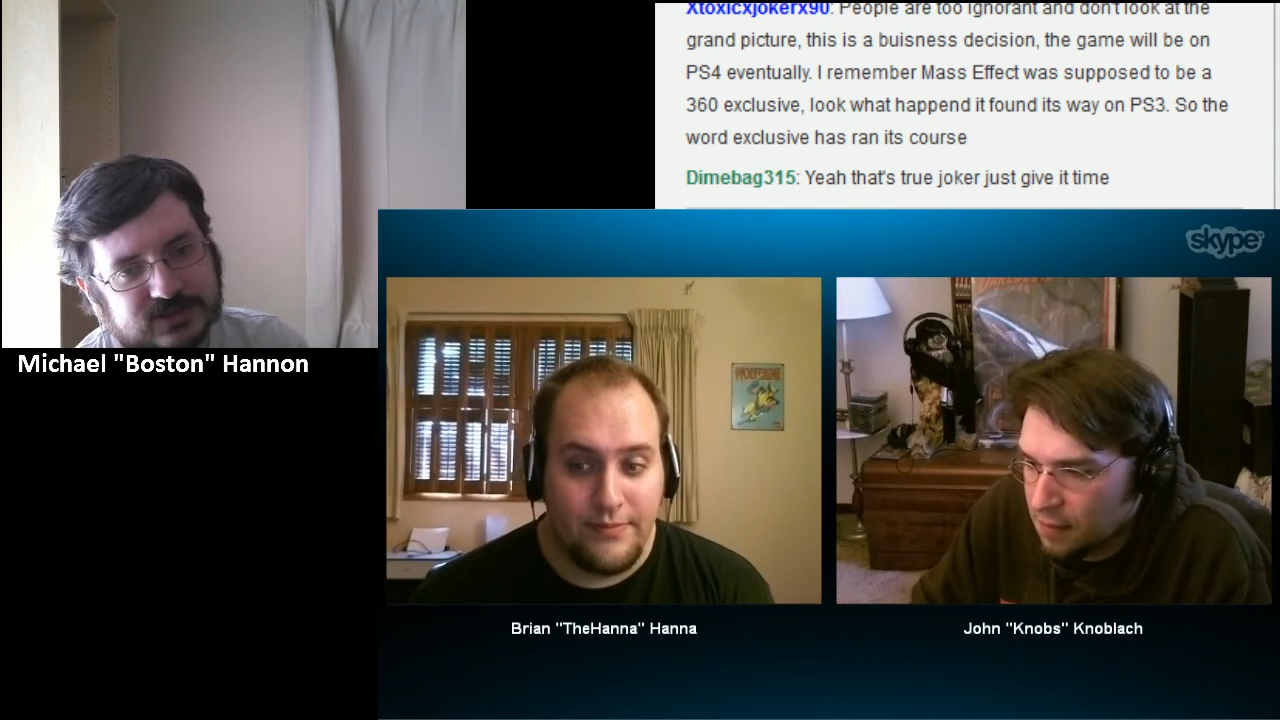 Xtoxicxjokerx90: People are too ignorant and don't look at the
grand picture, this is a buisness decision, the game will be on
PS4 eventually. I remember Mass Effect was supposed to be a
360 exclusive, look what happend it found its way on PS3. So the
word exclusive has ran its course
Dimebag315: Yeah that's true joker just give it time
skype
Michael "Boston" Hannon
WOLVERINE
Brian "TheHanna" Hanna
John "Knobs" Knoblach